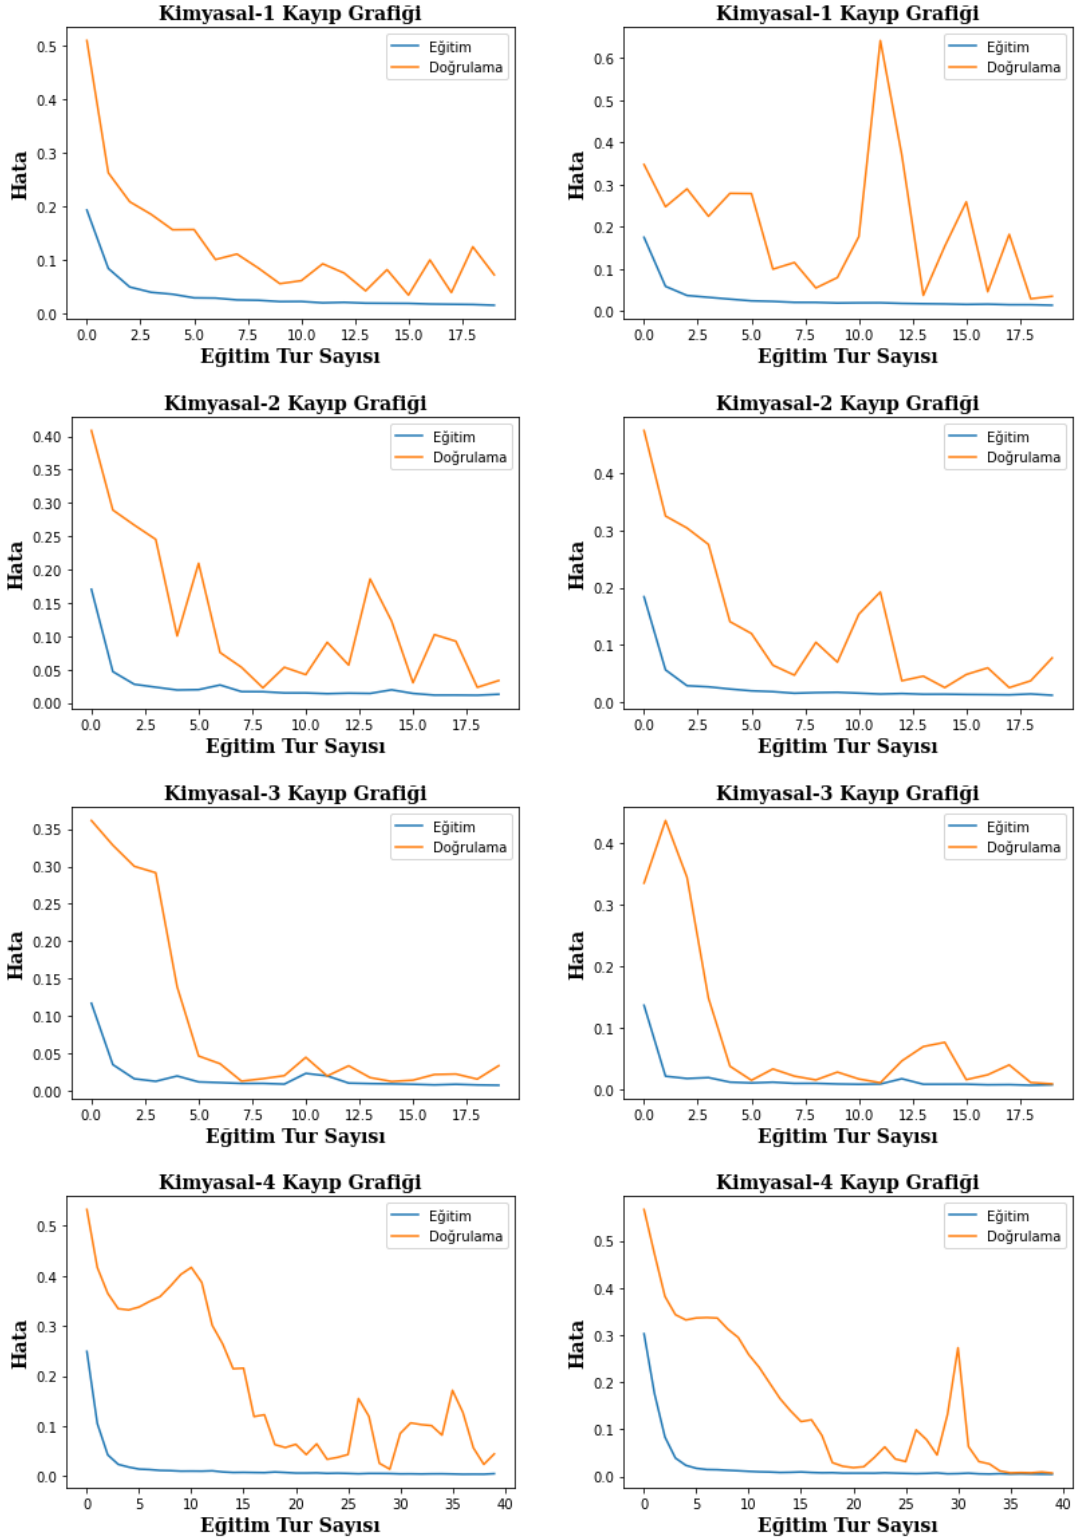 Kimyasal-1 Kayıp Grafiği
0.5
0.4
0.3
0.2
0.1
0.0
Hata
Eğitim
Doğrulama
0.0 2.5 5.0 7.5 10.0 12.5 15.0 17.5
Eğitim Tur Sayısı
Kimyasal-1 Kayıp Grafiği
0.6
0.5
0.4
0.3
0.2
0.1
0.0
Hata
Eğitim
Doğrulama
0.0 2.5 5.0 7.5 10.0 12.5 15.0 17.5
Eğitim Tur Sayısı
Kimyasal-2 Kayıp Grafiği
0.40
0.35
0.30
0.25
0.20
0.15
0.10
0.05
0.00
Hata
Eğitim
Doğrulama
0.0 2.5 5.0 7.5 10.0 12.5 15.0 17.5
Eğitim Tur Sayısı
Kimyasal-2 Kayıp Grafiği
0.4
0.3
0.2
0.1
0.0
Hata
Eğitim
Doğrulama
0.0 2.5 5.0 7.5 10.0 12.5 15.0 17.5
Eğitim Tur Sayısı
Kimyasal-3 Kayıp Grafiği
0.35
0.30
0.25
0.20
0.15
0.10
0.05
0.00
Hata
Eğitim
Doğrulama
0.0 2.5 5.0 7.5 10.0 12.5 15.0 17.5
Eğitim Tur Sayısı
Kimyasal-3 Kayıp Grafiği
0.4
0.3
0.2
0.1
0.0
Hata
Eğitim
Doğrulama
0.0 2.5 5.0 7.5 10.0 12.5 15.0 17.5
Eğitim Tur Sayısı
Kimyasal-4 Kayıp Grafiği
0.5
0.4
0.3
0.2
0.1
0.0
Hata
Eğitim
Doğrulama
0 5 10 15 20 25 30 35 40
Eğitim Tur Sayısı
Kimyasal-4 Kayıp Grafiği
0.5
0.4
0.3
0.2
0.1
0.0
Hata
Eğitim
Doğrulama
0 5 10 15 20 25 30 35 40
Eğitim Tur Sayısı